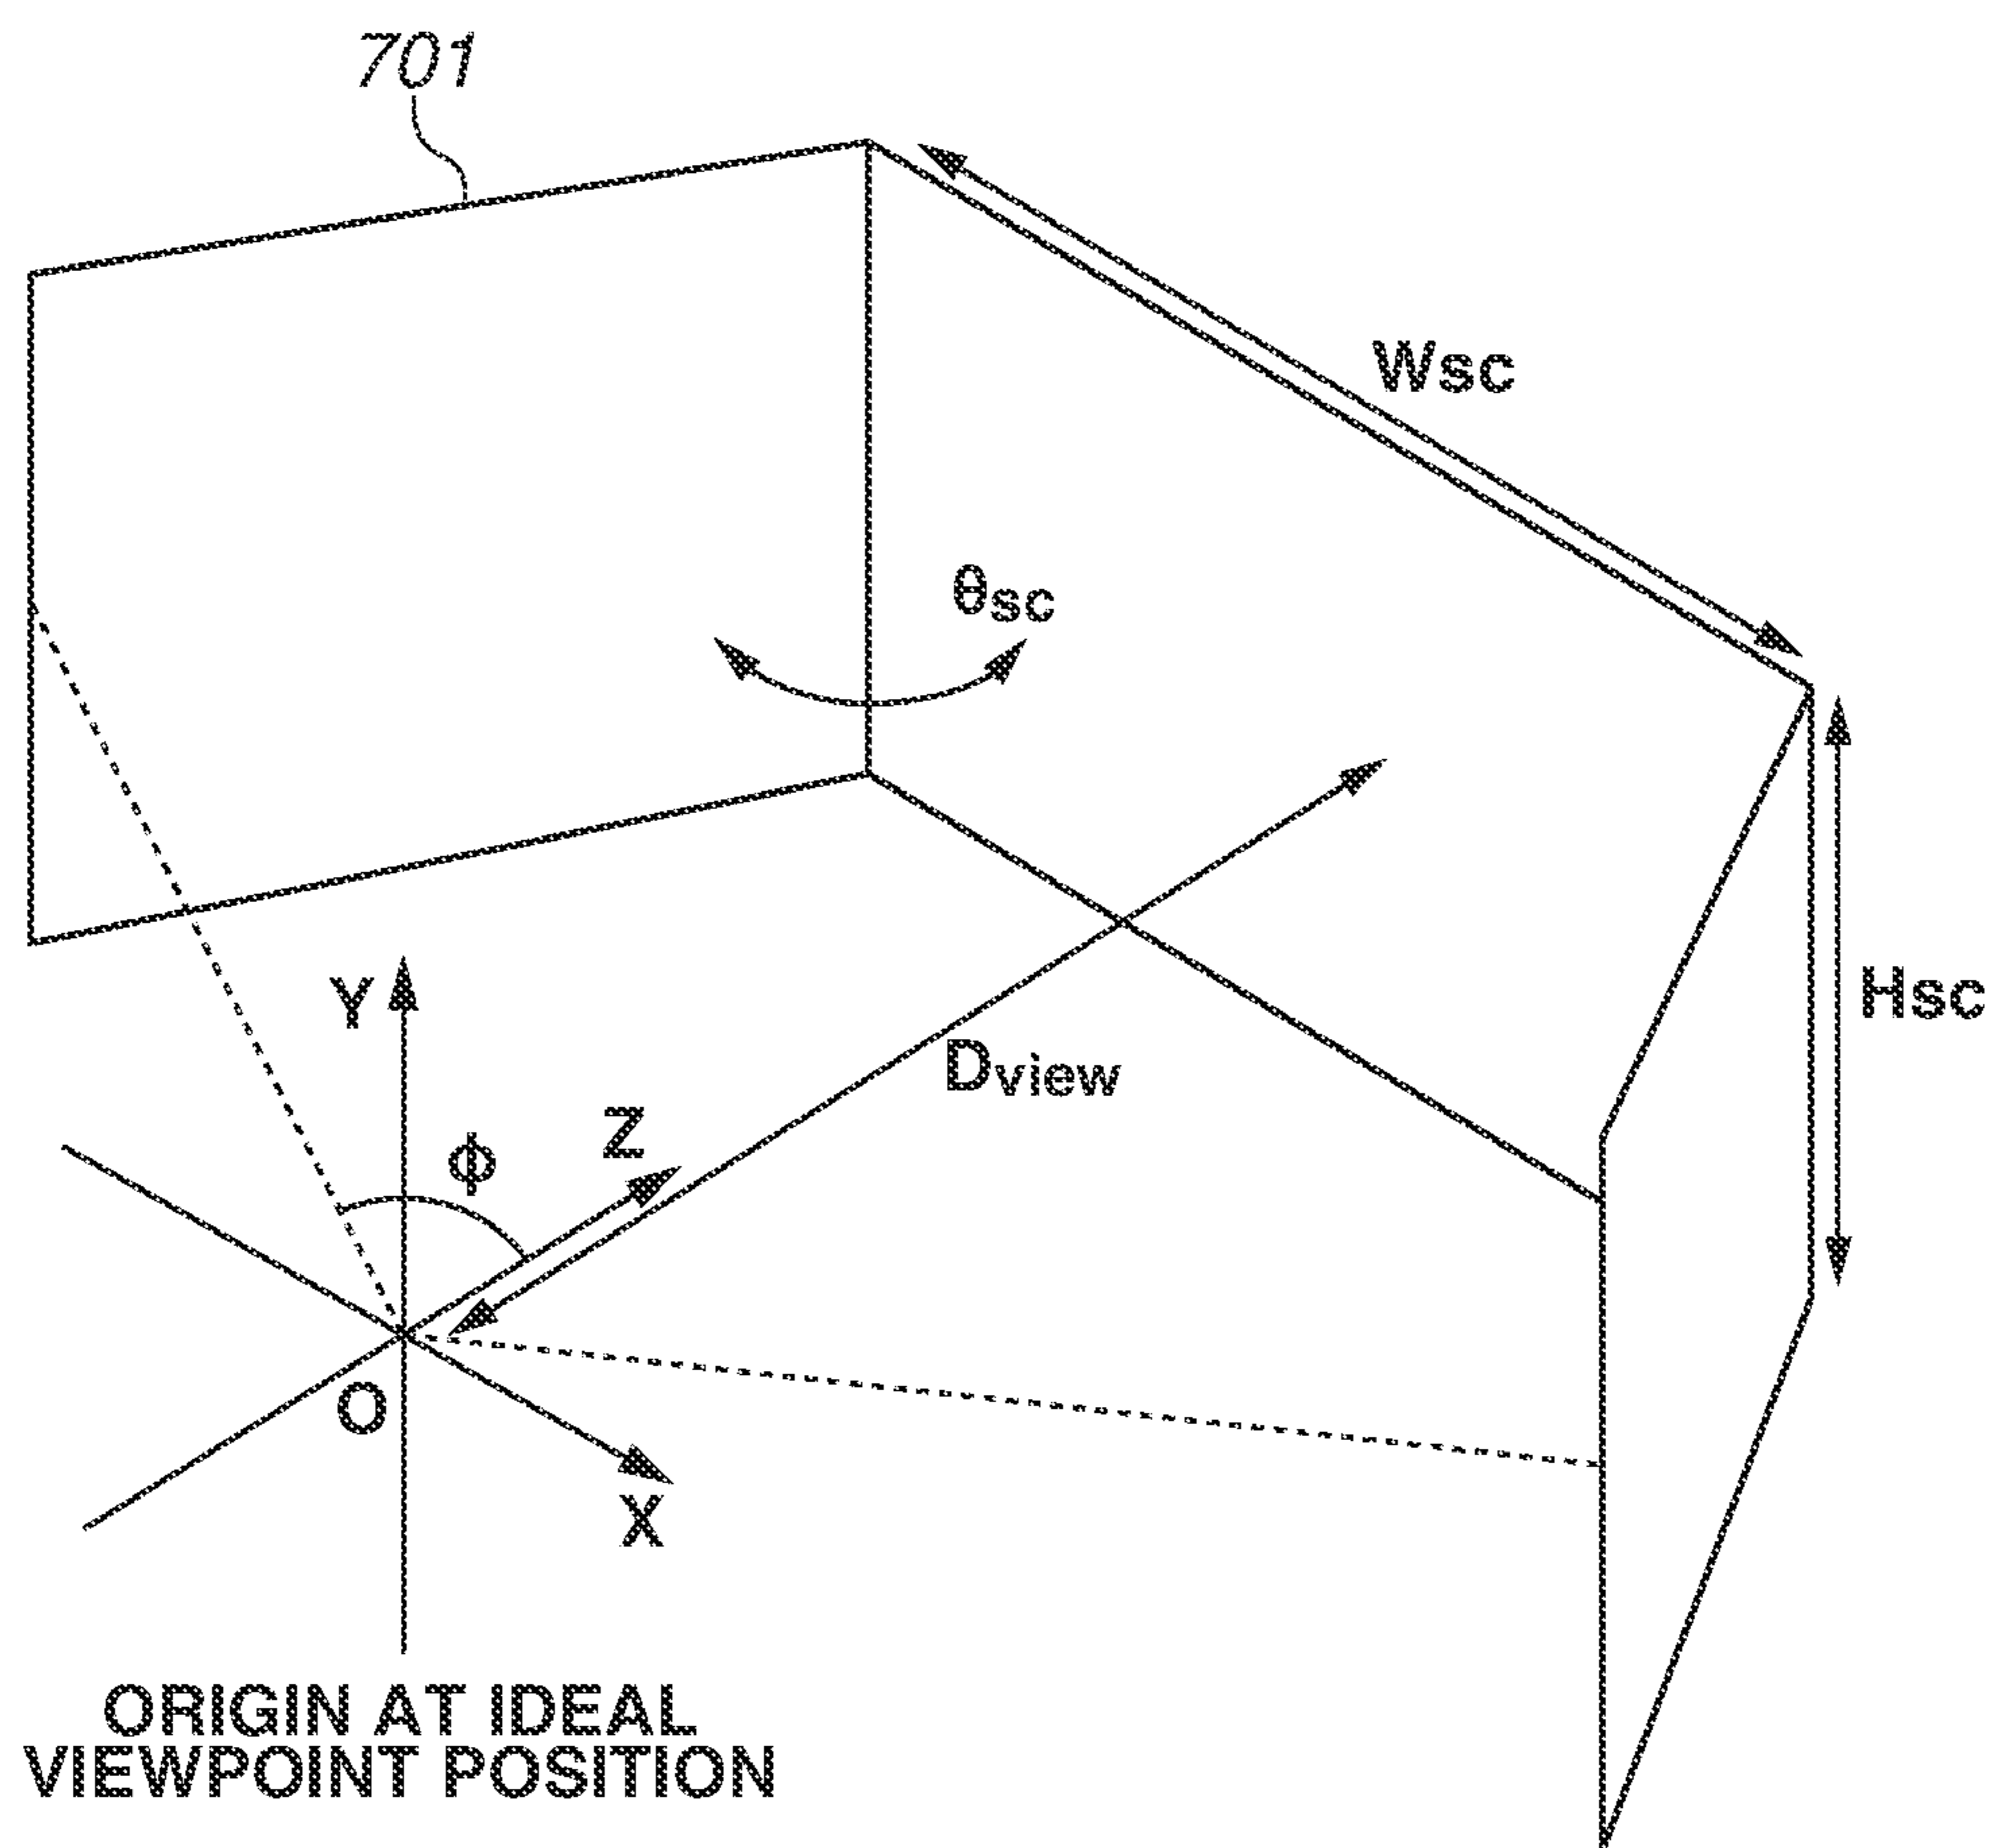 701
Wsc
θsc
Hsc
Y
Dview
Z
ϕ
O
X
ORIGIN AT IDEAL
VIEWPOINT POSITION